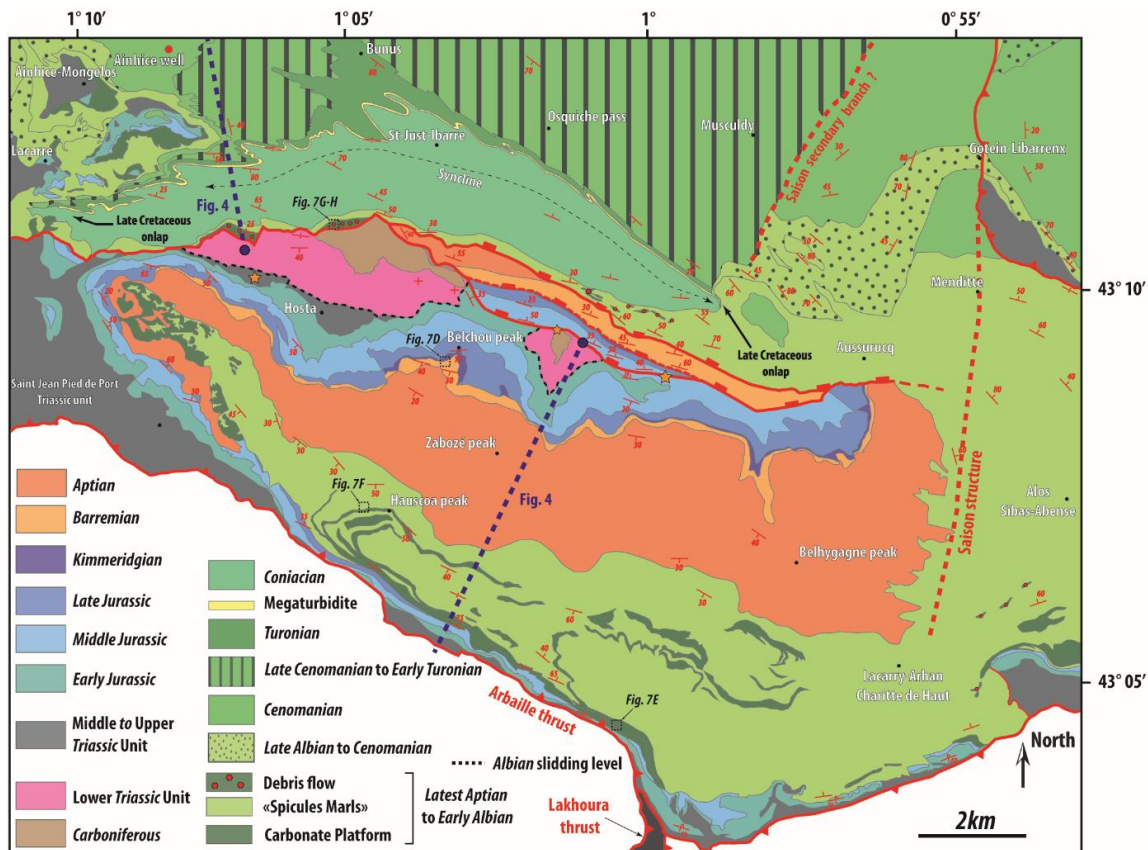 1° 10′ 1° 05′ 1° 0° 55′
Ainhice well
Bunus
Ainhice-Mongelos
Osquiche pass
Musculdy
Saison secondary branch ?
St-Just-Ibarre
Gotein-Libarrenx
Lacarre
Syncline
Fig. 4
Fig. 7G-H
Late Cretaceous
onlap
Menditte
43° 10′
Hosta
Belchou peak
Fig. 7D
Aussurucq
Late Cretaceous
onlap
Saint Jean Pied de Port
Triassic unit
Zabozé peak
Fig. 4
Fig. 7F
Hauscoa peak
Saison structure
Alos
Sibas-Abense
Belhygagne peak
Lacarry Arhan
Charitte de Haut
43° 05′
Arbaille thrust
Fig. 7E
North
Lakhoura
thrust
2km
Aptian
Barremian
Kimmeridgian
Late Jurassic
Middle Jurassic
Early Jurassic
Middle to Upper
Triassic Unit
Lower Triassic Unit
Carboniferous
Coniacian
Megaturbidite
Turonian
Late Cenomanian to Early Turonian
Cenomanian
Late Albian to Cenomanian
Debris flow
«Spicules Marls»
Carbonate Platform
Latest Aptian
to Early Albian
Albian slidding level